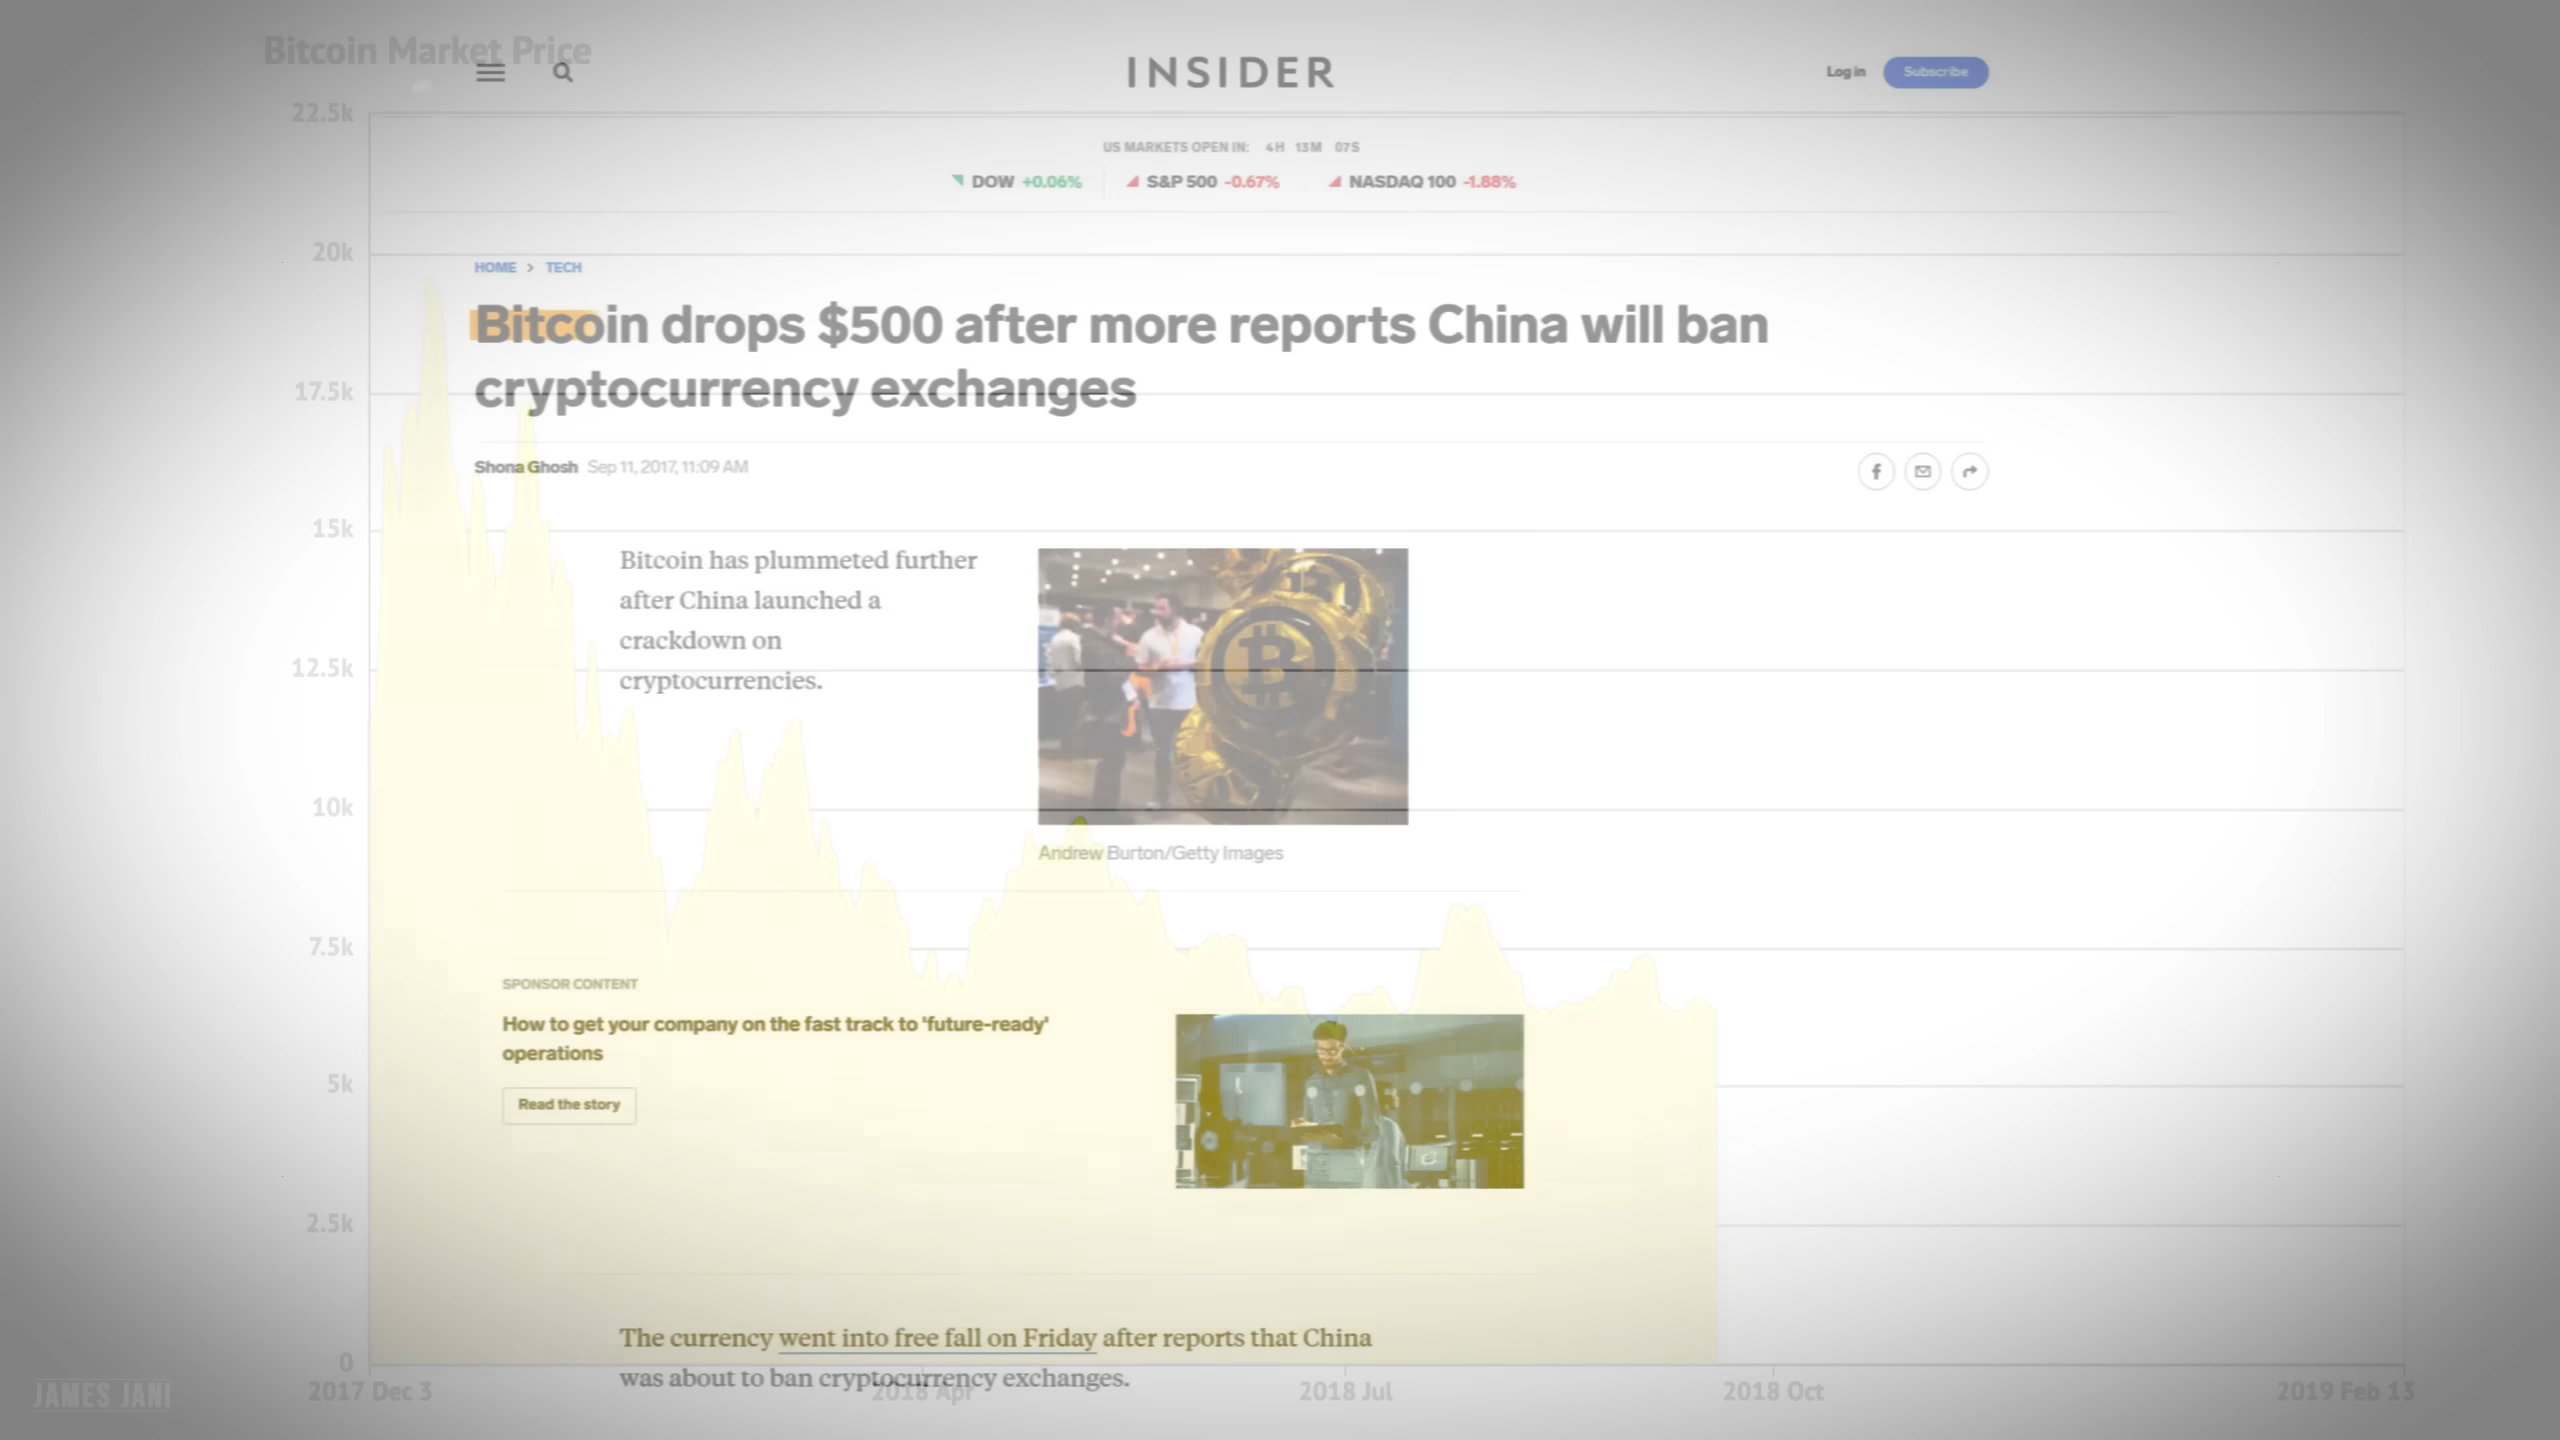 Bitcoin Market Price
INSIDER
Log in
Subscribe
22.5k
US MARKETS OPEN IN: 4H 13M 07S
DOW +0.06% S&P 500 -0.67% NASDAQ 100 -1.88%
20k
HOME > TECH
Bitcoin drops $500 after more reports China will ban
cryptocurrency exchanges
17.5k
Shona Ghosh Sep 11, 2017, 11:09 AM
15k
Bitcoin has plummeted further
after China launched a
crackdown on
cryptocurrencies.
12.5k
10k
Andrew Burton/Getty Images
7.5k
SPONSOR CONTENT
How to get your company on the fast track to 'future-ready'
operations
5k
Read the story
2.5k
The currency went into free fall on Friday after reports that China
was about to ban cryptocurrency exchanges.
0
2017 Dec 3
2018 Apr
2018 Jul
2018 Oct
2019 Feb 13
JAMES JANI